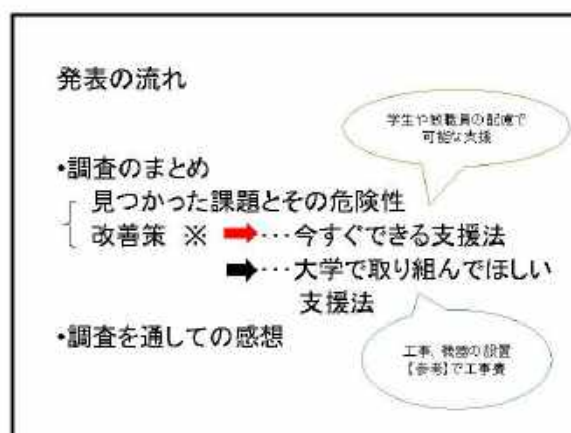 発表の流れ
学生や教職員の配慮で
可能な支援
・調査のまとめ
見つかった課題とその危険性
改善策 ※ ➡…今すぐできる支援法
➡…大学で取り組んでほしい
支援法
・調査を通しての感想
工事、機器の設置
【参考】で工事費